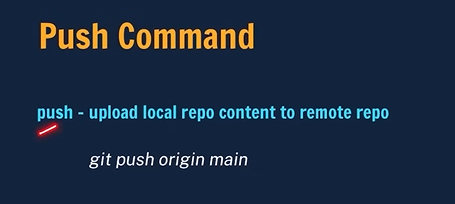 Push Command
push - upload local repo content to remote repo
git push origin main